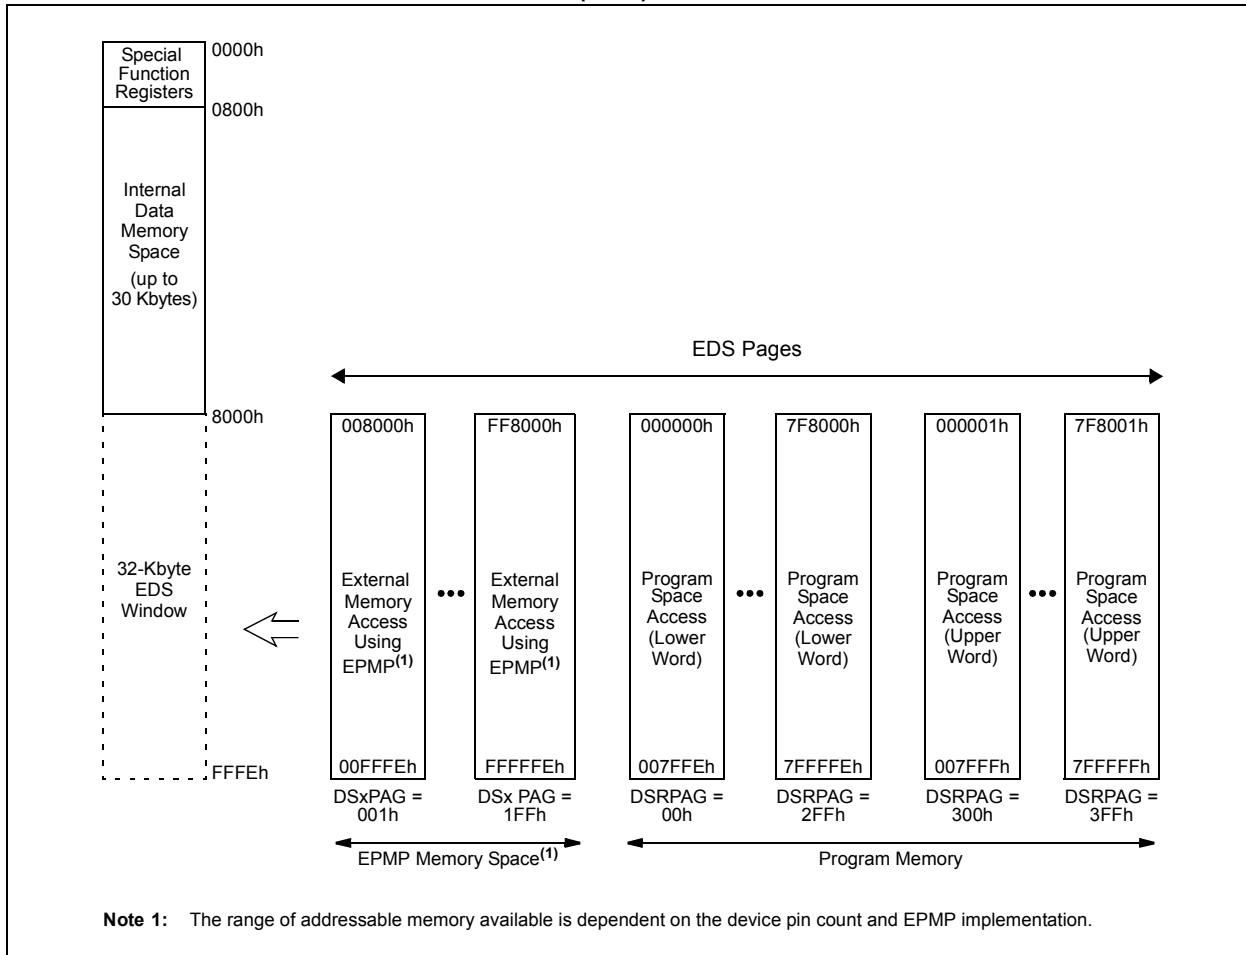 Special
Function
Registers
0000h
0800h
Internal
Data
Memory
Space
(up to
30 Kbytes)
8000h
32-Kbyte
EDS
Window
FFFEh
EDS Pages
008000h
External
Memory
Access
Using
EPMP(1)
00FFFEh
DSxPAG =
001h
•••
FF8000h
External
Memory
Access
Using
EPMP(1)
FFFFFEh
DSx PAG =
1FFh
EPMP Memory Space(1)
000000h
Program
Space
Access
(Lower
Word)
007FFEh
DSRPAG =
00h
•••
7F8000h
Program
Space
Access
(Lower
Word)
7FFFFEh
DSRPAG =
2FFh
000001h
Program
Space
Access
(Upper
Word)
007FFFh
DSRPAG =
300h
•••
7F8001h
Program
Space
Access
(Upper
Word)
7FFFFFh
DSRPAG =
3FFh
Program Memory
Note 1: The range of addressable memory available is dependent on the device pin count and EPMP implementation.